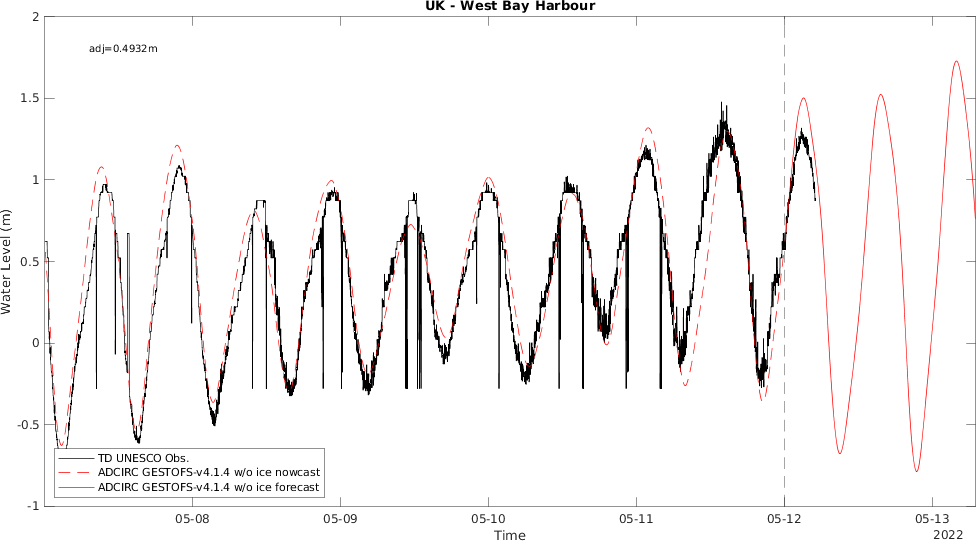 UK - West Bay Harbour
adj=0.4932m
2
1.5
1
0.5
0
-0.5
-1
Water Level (m)
TD UNESCO Obs.
ADCIRC GESTOFS-v4.1.4 w/o ice nowcast
ADCIRC GESTOFS-v4.1.4 w/o ice forecast
05-08 05-09 05-10 05-11 05-12 05-13
Time
2022